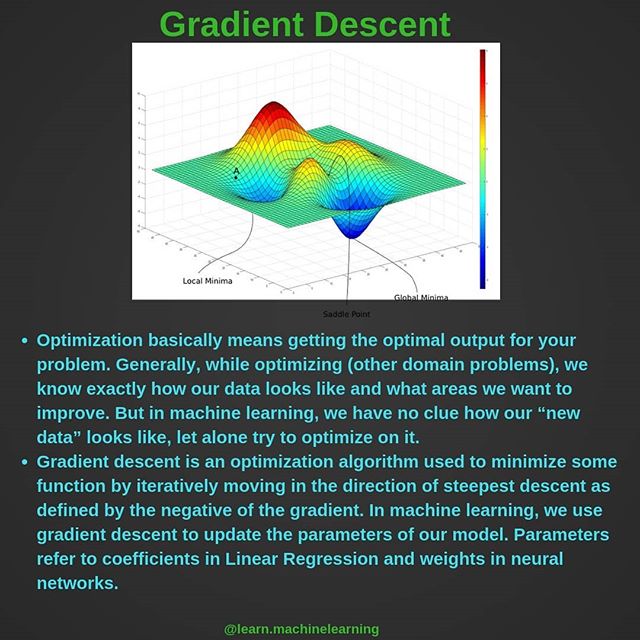 Gradient Descent
A
Local Minima
Global Minima
Saddle Point
• Optimization basically means getting the optimal output for your
problem. Generally, while optimizing (other domain problems), we
know exactly how our data looks like and what areas we want to
improve. But in machine learning, we have no clue how our “new
data” looks like, let alone try to optimize on it.
• Gradient descent is an optimization algorithm used to minimize some
function by iteratively moving in the direction of steepest descent as
defined by the negative of the gradient. In machine learning, we use
gradient descent to update the parameters of our model. Parameters
refer to coefficients in Linear Regression and weights in neural
networks.
@learn.machinelearning